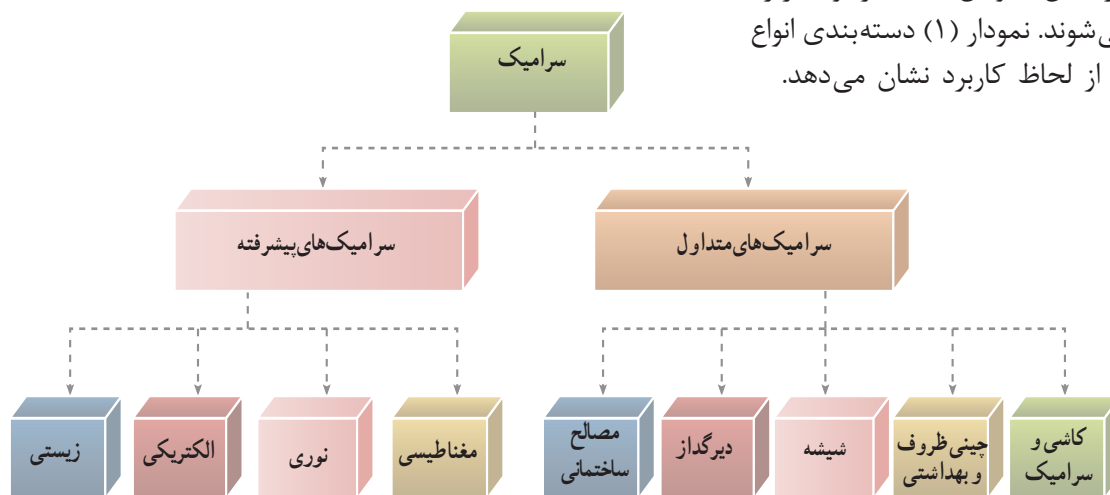 می‌شوند. نمودار (۱) دسته‌بندی انواع
از لحاظ کاربرد نشان می‌دهد.
سرامیک
سرامیک‌های‌متداول
سرامیک‌های‌پیشرفته
کاشی و
سرامیک
چینی‌ظروف
و بهداشتی
شیشه
دیرگداز
مصالح
ساختمانی
مغناطیسی
نوری
الکتریکی
زیستی